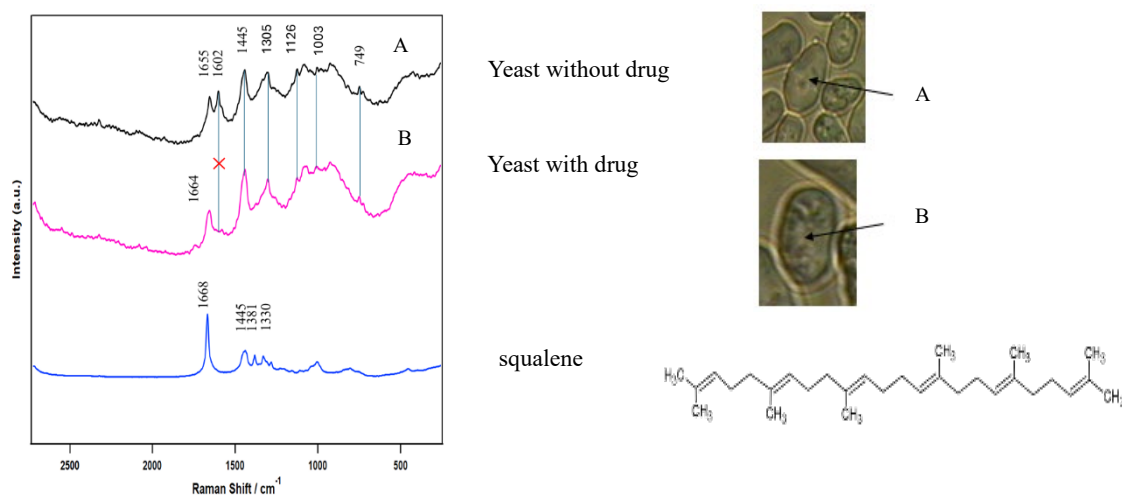 A
1655
1602
1445
1305
1126
1003
749
B
1664
1668
1445
1381
1330
Intensity (a.u.)
2500
2000
1500
1000
500
Raman Shift / cm-1
Yeast without drug
A
Yeast with drug
B
squalene
H3C
CH3
CH3
CH3
CH3
CH3
CH3
CH3